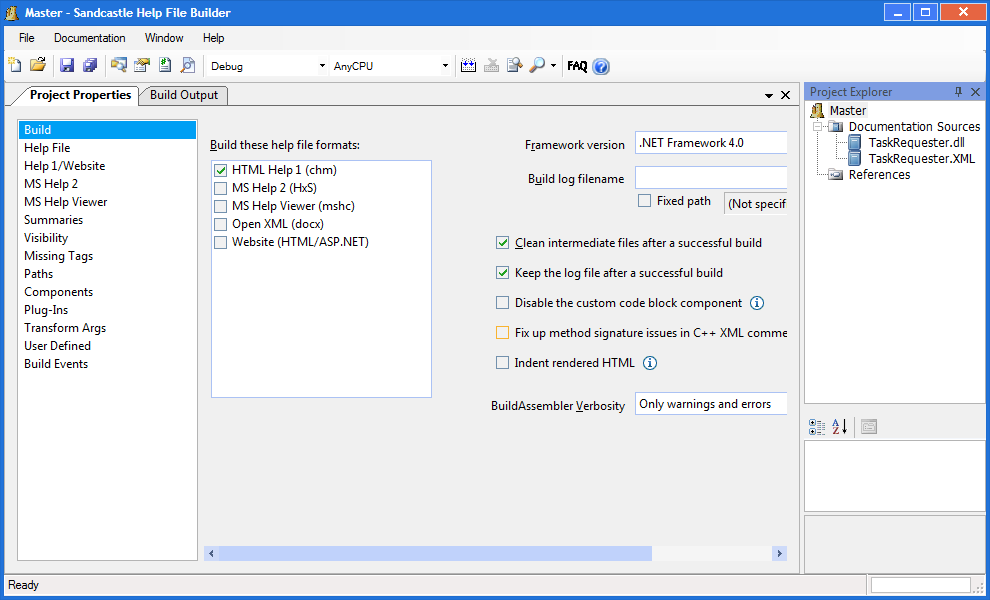 Master - Sandcastle Help File Builder
File Documentation Window Help
Debug AnyCPU FAQ
Project Properties Build Output
Build
Help File
Help 1/Website
MS Help 2
MS Help Viewer
Summaries
Visibility
Missing Tags
Paths
Components
Plug-Ins
Transform Args
User Defined
Build Events
Build these help file formats:
HTML Help 1 (chm)
MS Help 2 (HxS)
MS Help Viewer (mshc)
Open XML (docx)
Website (HTML/ASP.NET)
Framework version .NET Framework 4.0
Build log filename
Fixed path (Not specif
Clean intermediate files after a successful build
Keep the log file after a successful build
Disable the custom code block component
Fix up method signature issues in C++ XML comme
Indent rendered HTML
BuildAssembler Verbosity Only warnings and errors
Project Explorer
Master
Documentation Sources
TaskRequester.dll
TaskRequester.XML
References
Ready